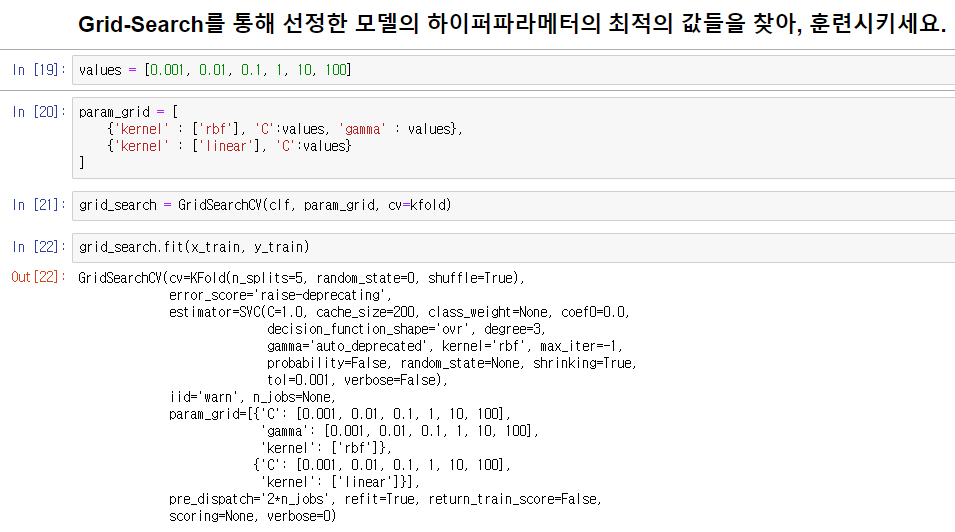 Grid-Search를 통해 선정한 모델의 하이퍼파라메터의 최적의 값들을 찾아, 훈련시키세요.
In [19]: values = [0.001, 0.01, 0.1, 1, 10, 100]
In [20]: param_grid = [
{'kernel' : ['rbf'], 'C':values, 'gamma' : values},
{'kernel' : ['linear'], 'C':values}
]
In [21]: grid_search = GridSearchCV(clf, param_grid, cv=kfold)
In [22]: grid_search.fit(x_train, y_train)
Out[22]: GridSearchCV(cv=KFold(n_splits=5, random_state=0, shuffle=True),
error_score='raise-deprecating',
estimator=SVC(C=1.0, cache_size=200, class_weight=None, coef0=0.0,
decision_function_shape='ovr', degree=3,
gamma='auto_deprecated', kernel='rbf', max_iter=-1,
probability=False, random_state=None, shrinking=True,
tol=0.001, verbose=False),
iid='warn', n_jobs=None,
param_grid=[{'C': [0.001, 0.01, 0.1, 1, 10, 100],
'gamma': [0.001, 0.01, 0.1, 1, 10, 100],
'kernel': ['rbf']},
{'C': [0.001, 0.01, 0.1, 1, 10, 100],
'kernel': ['linear']}],
pre_dispatch='2*n_jobs', refit=True, return_train_score=False,
scoring=None, verbose=0)